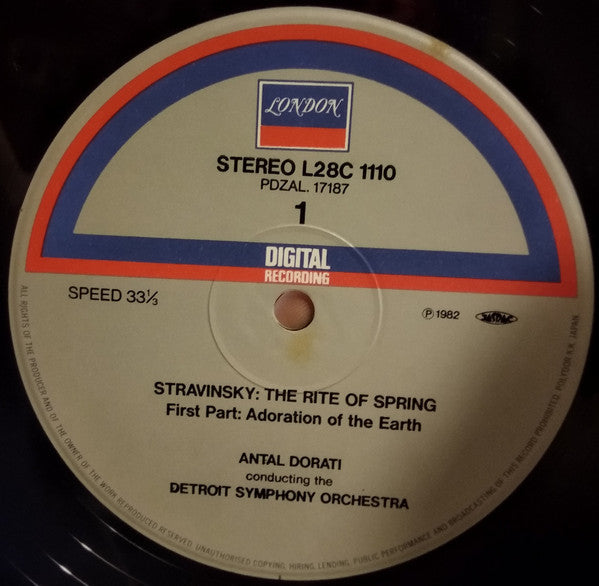 LONDON
STEREO L28C 1110
PDZAL. 17187
1
DIGITAL
RECORDING
SPEED 33⅓
Ⓟ1982
JASRAC
STRAVINSKY: THE RITE OF SPRING
First Part: Adoration of the Earth
ANTAL DORATI
conducting the
DETROIT SYMPHONY ORCHESTRA
ALL RIGHTS OF THE PRODUCER AND OF THE OWNER OF THE WORK REPRODUCED RESERVED. UNAUTHORISED COPYING, HIRING, LENDING, PUBLIC PERFORMANCE AND BROADCASTING OF THIS RECORD PROHIBITED. POLYDOR K.K. JAPAN